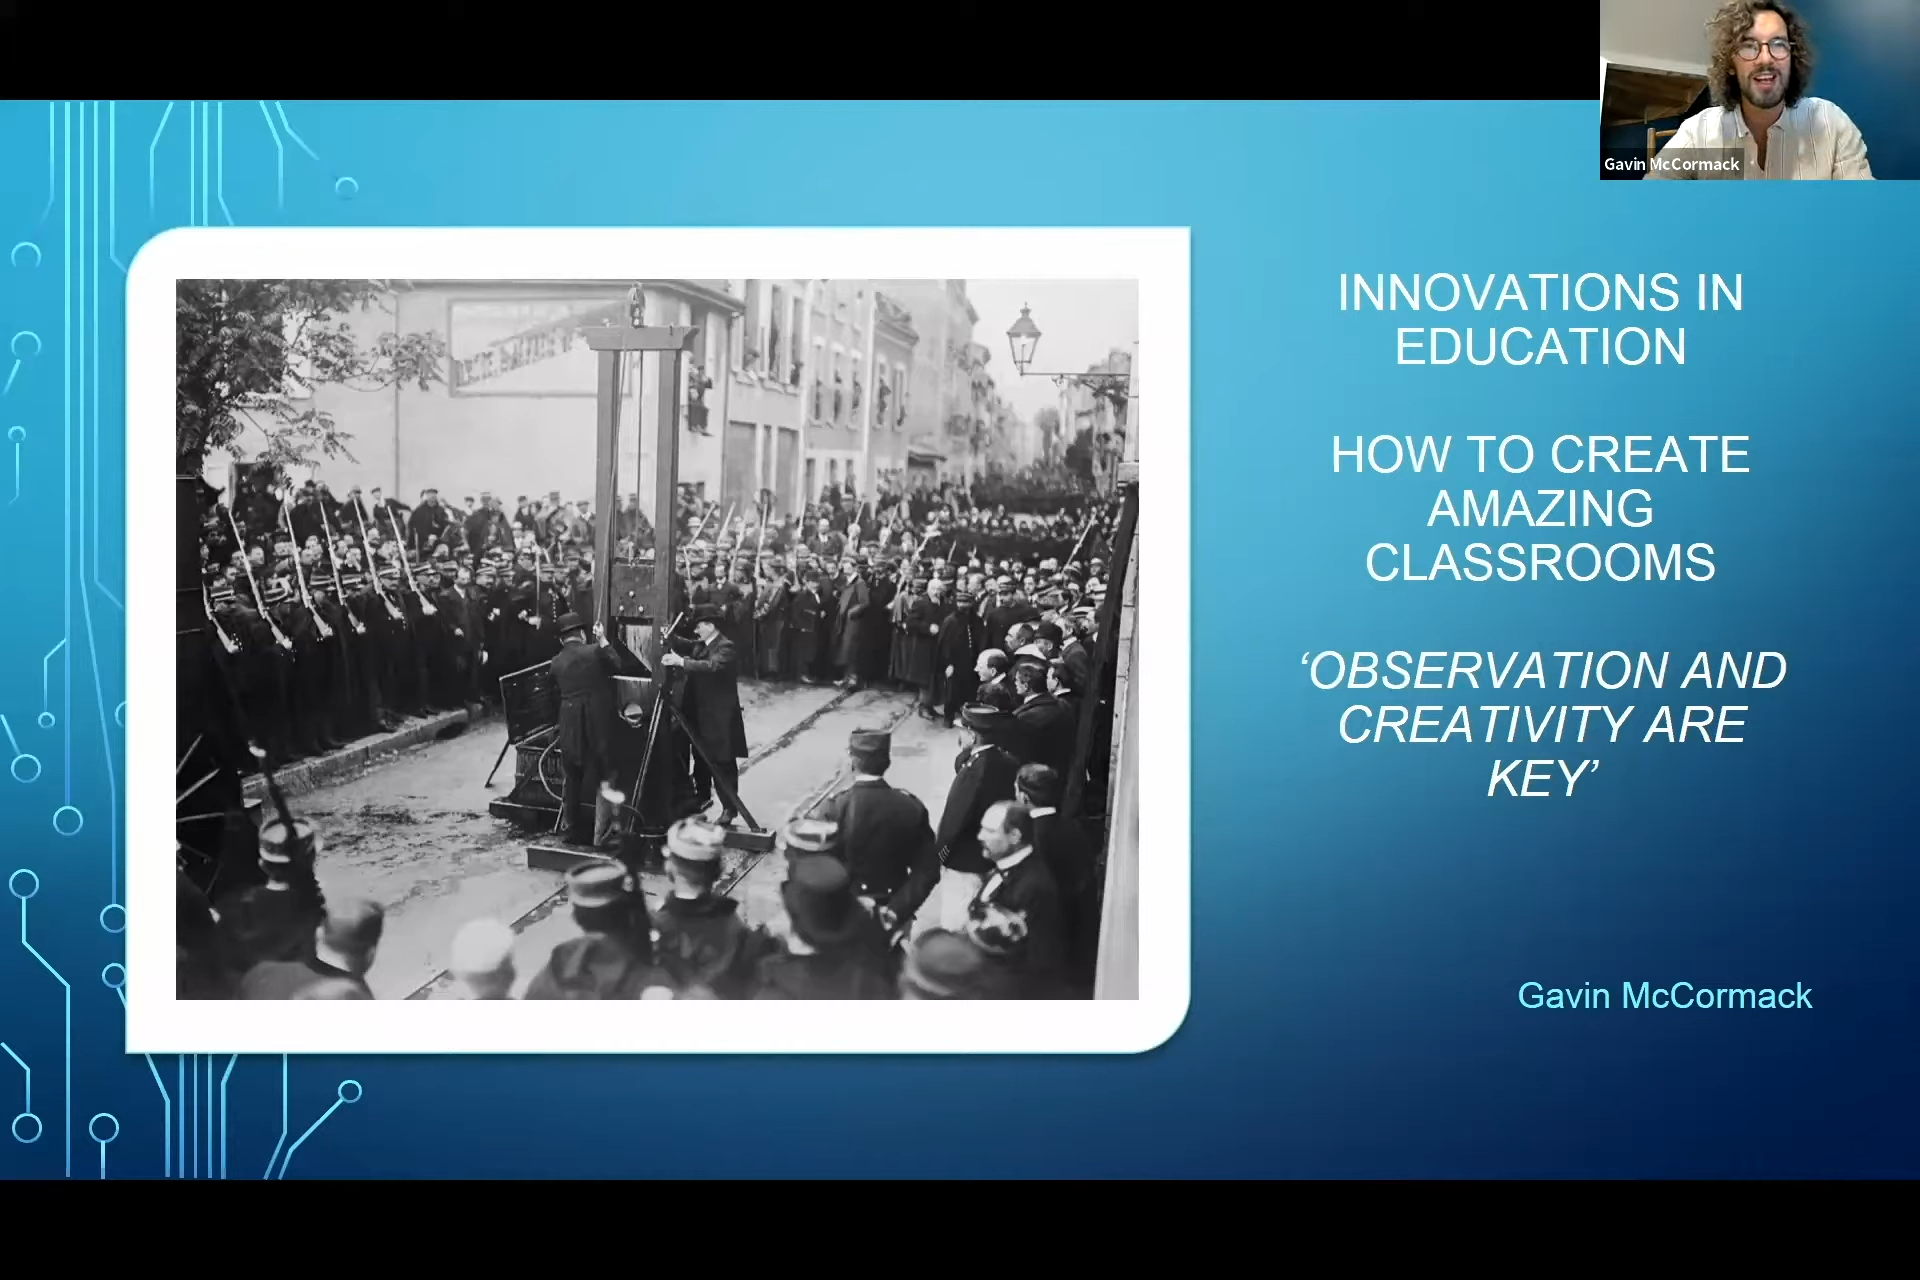 Gavin McCormack
INNOVATIONS IN
EDUCATION
HOW TO CREATE
AMAZING
CLASSROOMS
‘OBSERVATION AND
CREATIVITY ARE
KEY’
Gavin McCormack